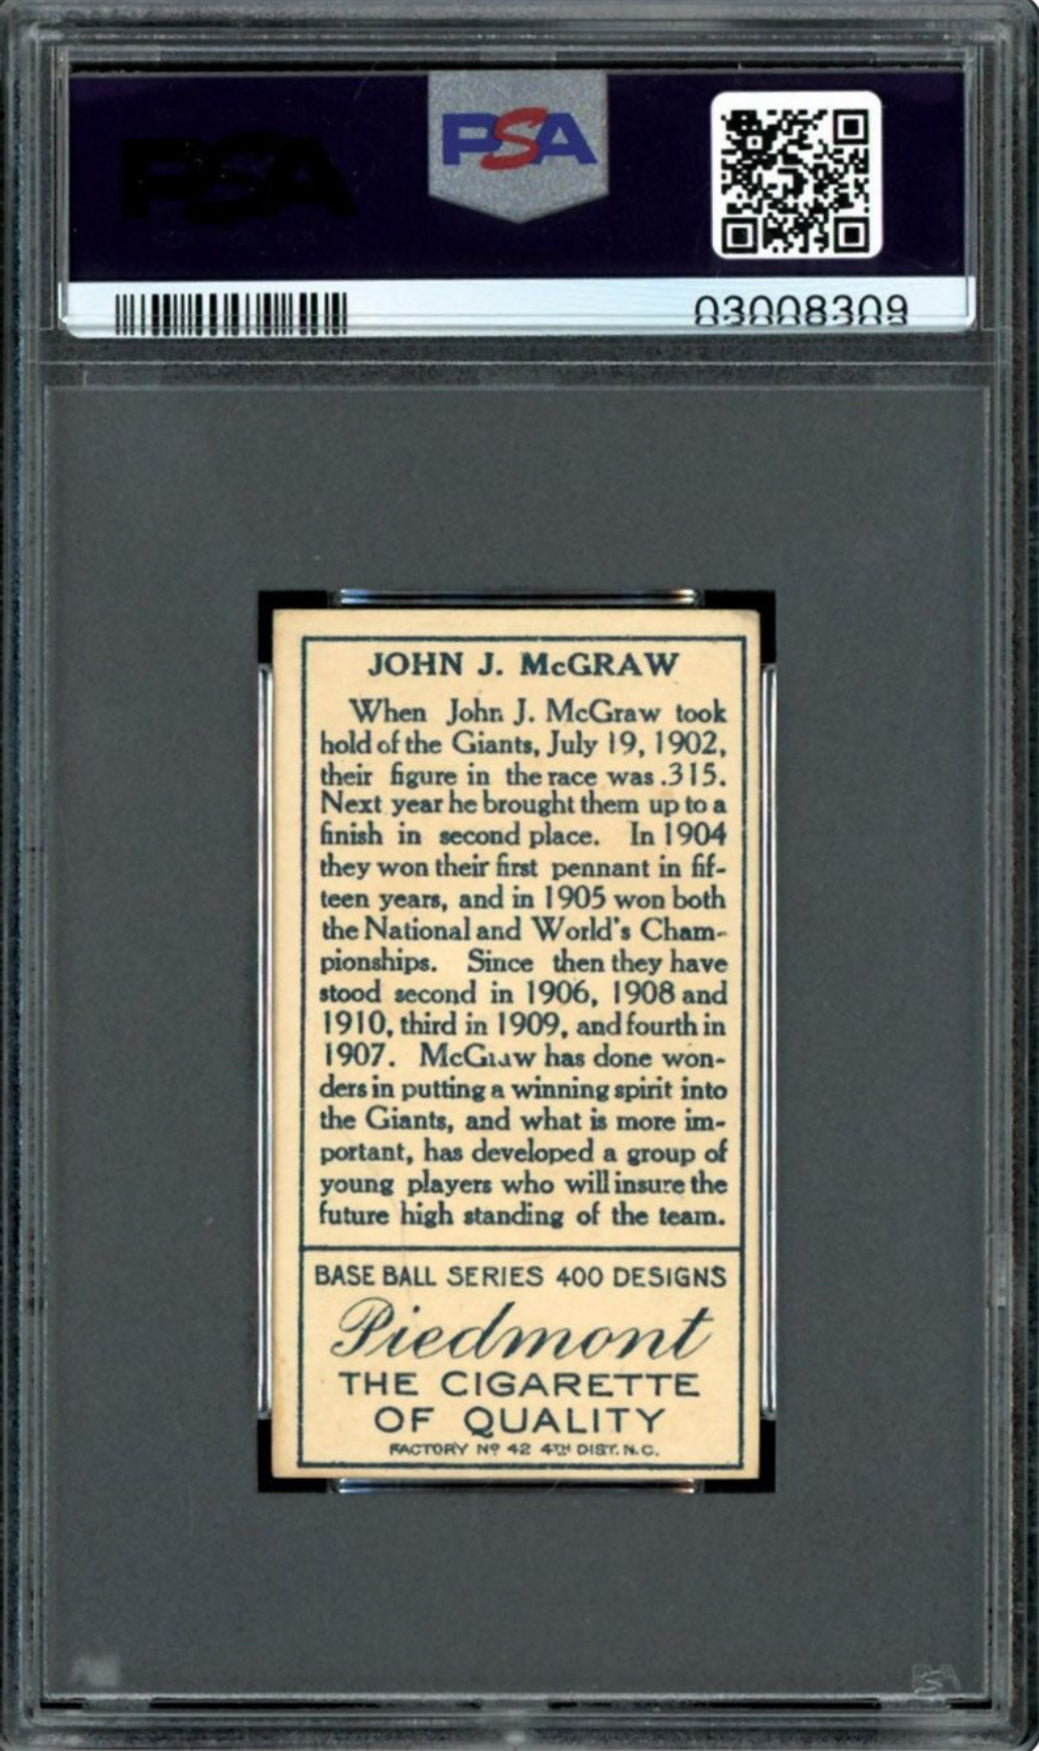 PSA
PSA
03008309
JOHN J. McGRAW
When John J. McGraw took
hold of the Giants, July 19, 1902,
their figure in the race was .315.
Next year he brought them up to a
finish in second place. In 1904
they won their first pennant in fif-
teen years, and in 1905 won both
the National and World's Cham-
pionships. Since then they have
stood second in 1906, 1908 and
1910, third in 1909, and fourth in
1907. McGraw has done won-
ders in putting a winning spirit into
the Giants, and what is more im-
portant, has developed a group of
young players who will insure the
future high standing of the team.
BASE BALL SERIES 400 DESIGNS
Piedmont
THE CIGARETTE
OF QUALITY
FACTORY Nº 42 4TH DIST. N.C.
PSA